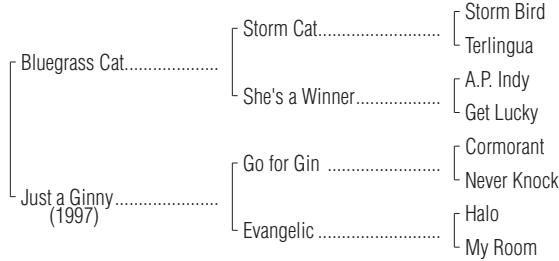 Storm Bird
Storm Cat....................
Terlingua
Bluegrass Cat...................
A.P. Indy
She's a Winner.................
Get Lucky
Cormorant
Go for Gin .......................
Never Knock
Just a Ginny.....................
(1997)
Halo
Evangelic .........................
My Room